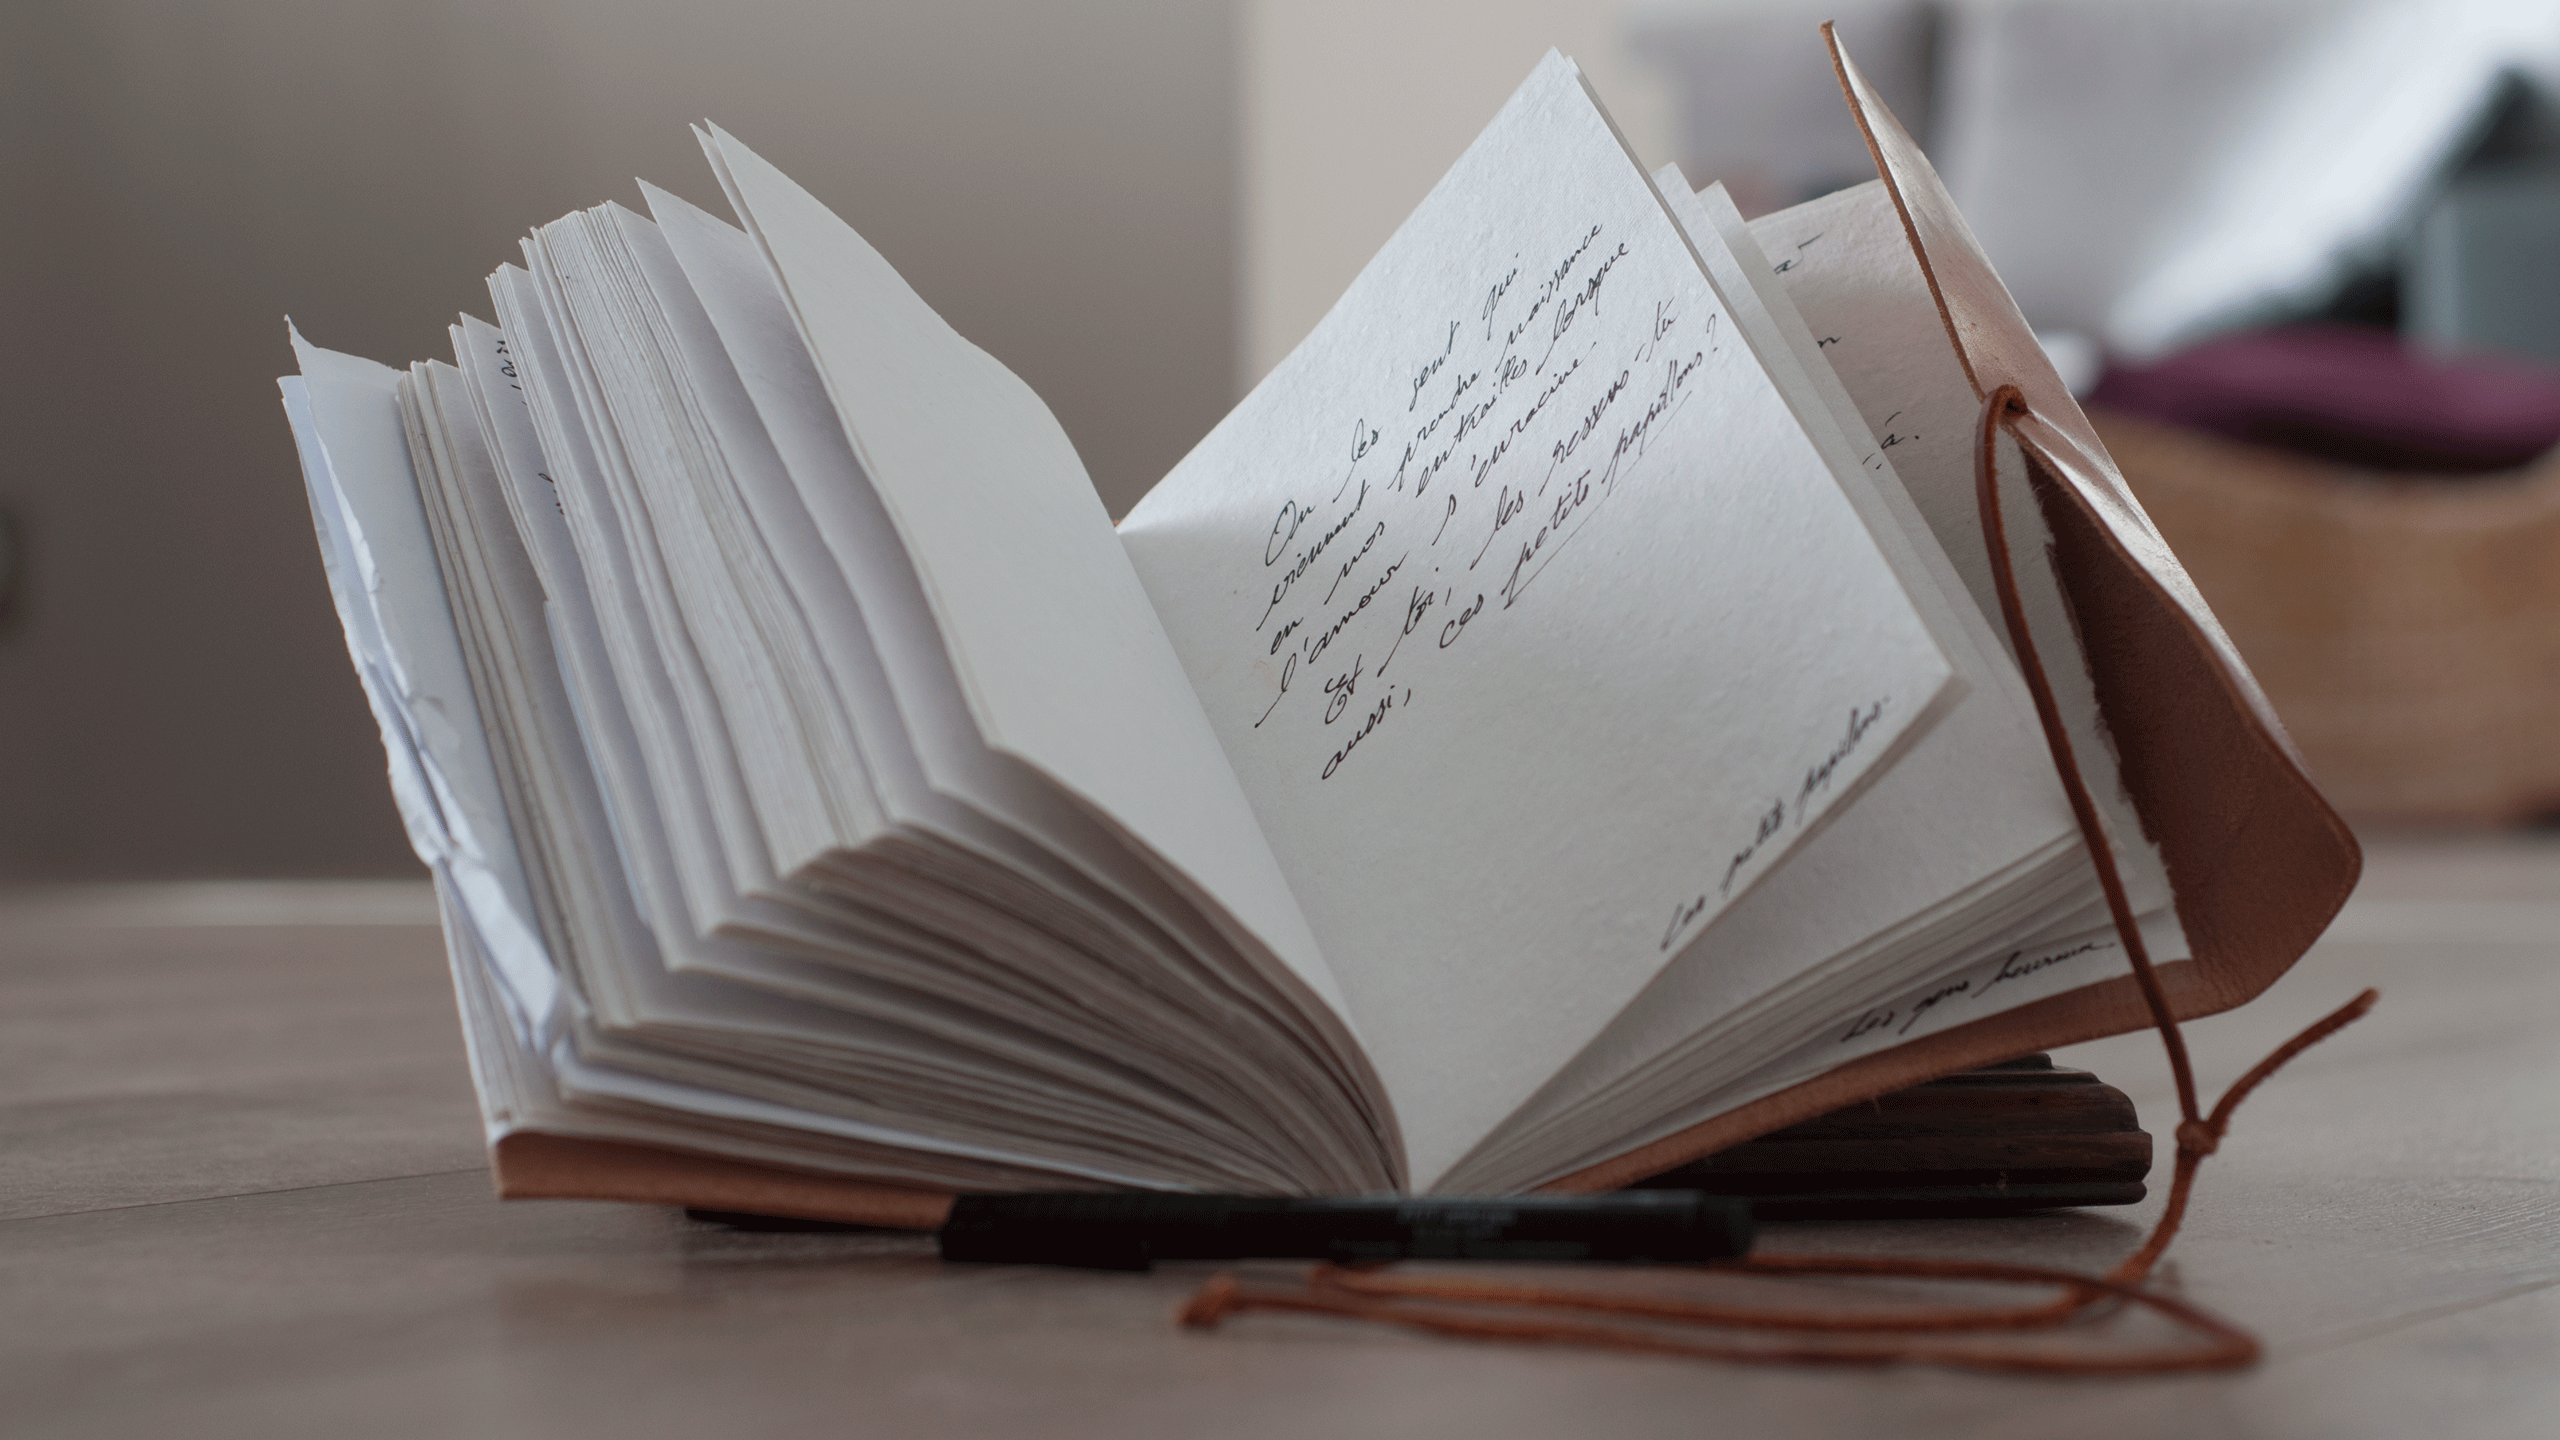 On les sent qui
viennent prendre naissance
en nos entrailles lorsque
l'amour s'enracine.
Et toi, les ressens-tu
aussi, ces petits papillons ?
Les petits papillons.
Les gens heureux.
à.